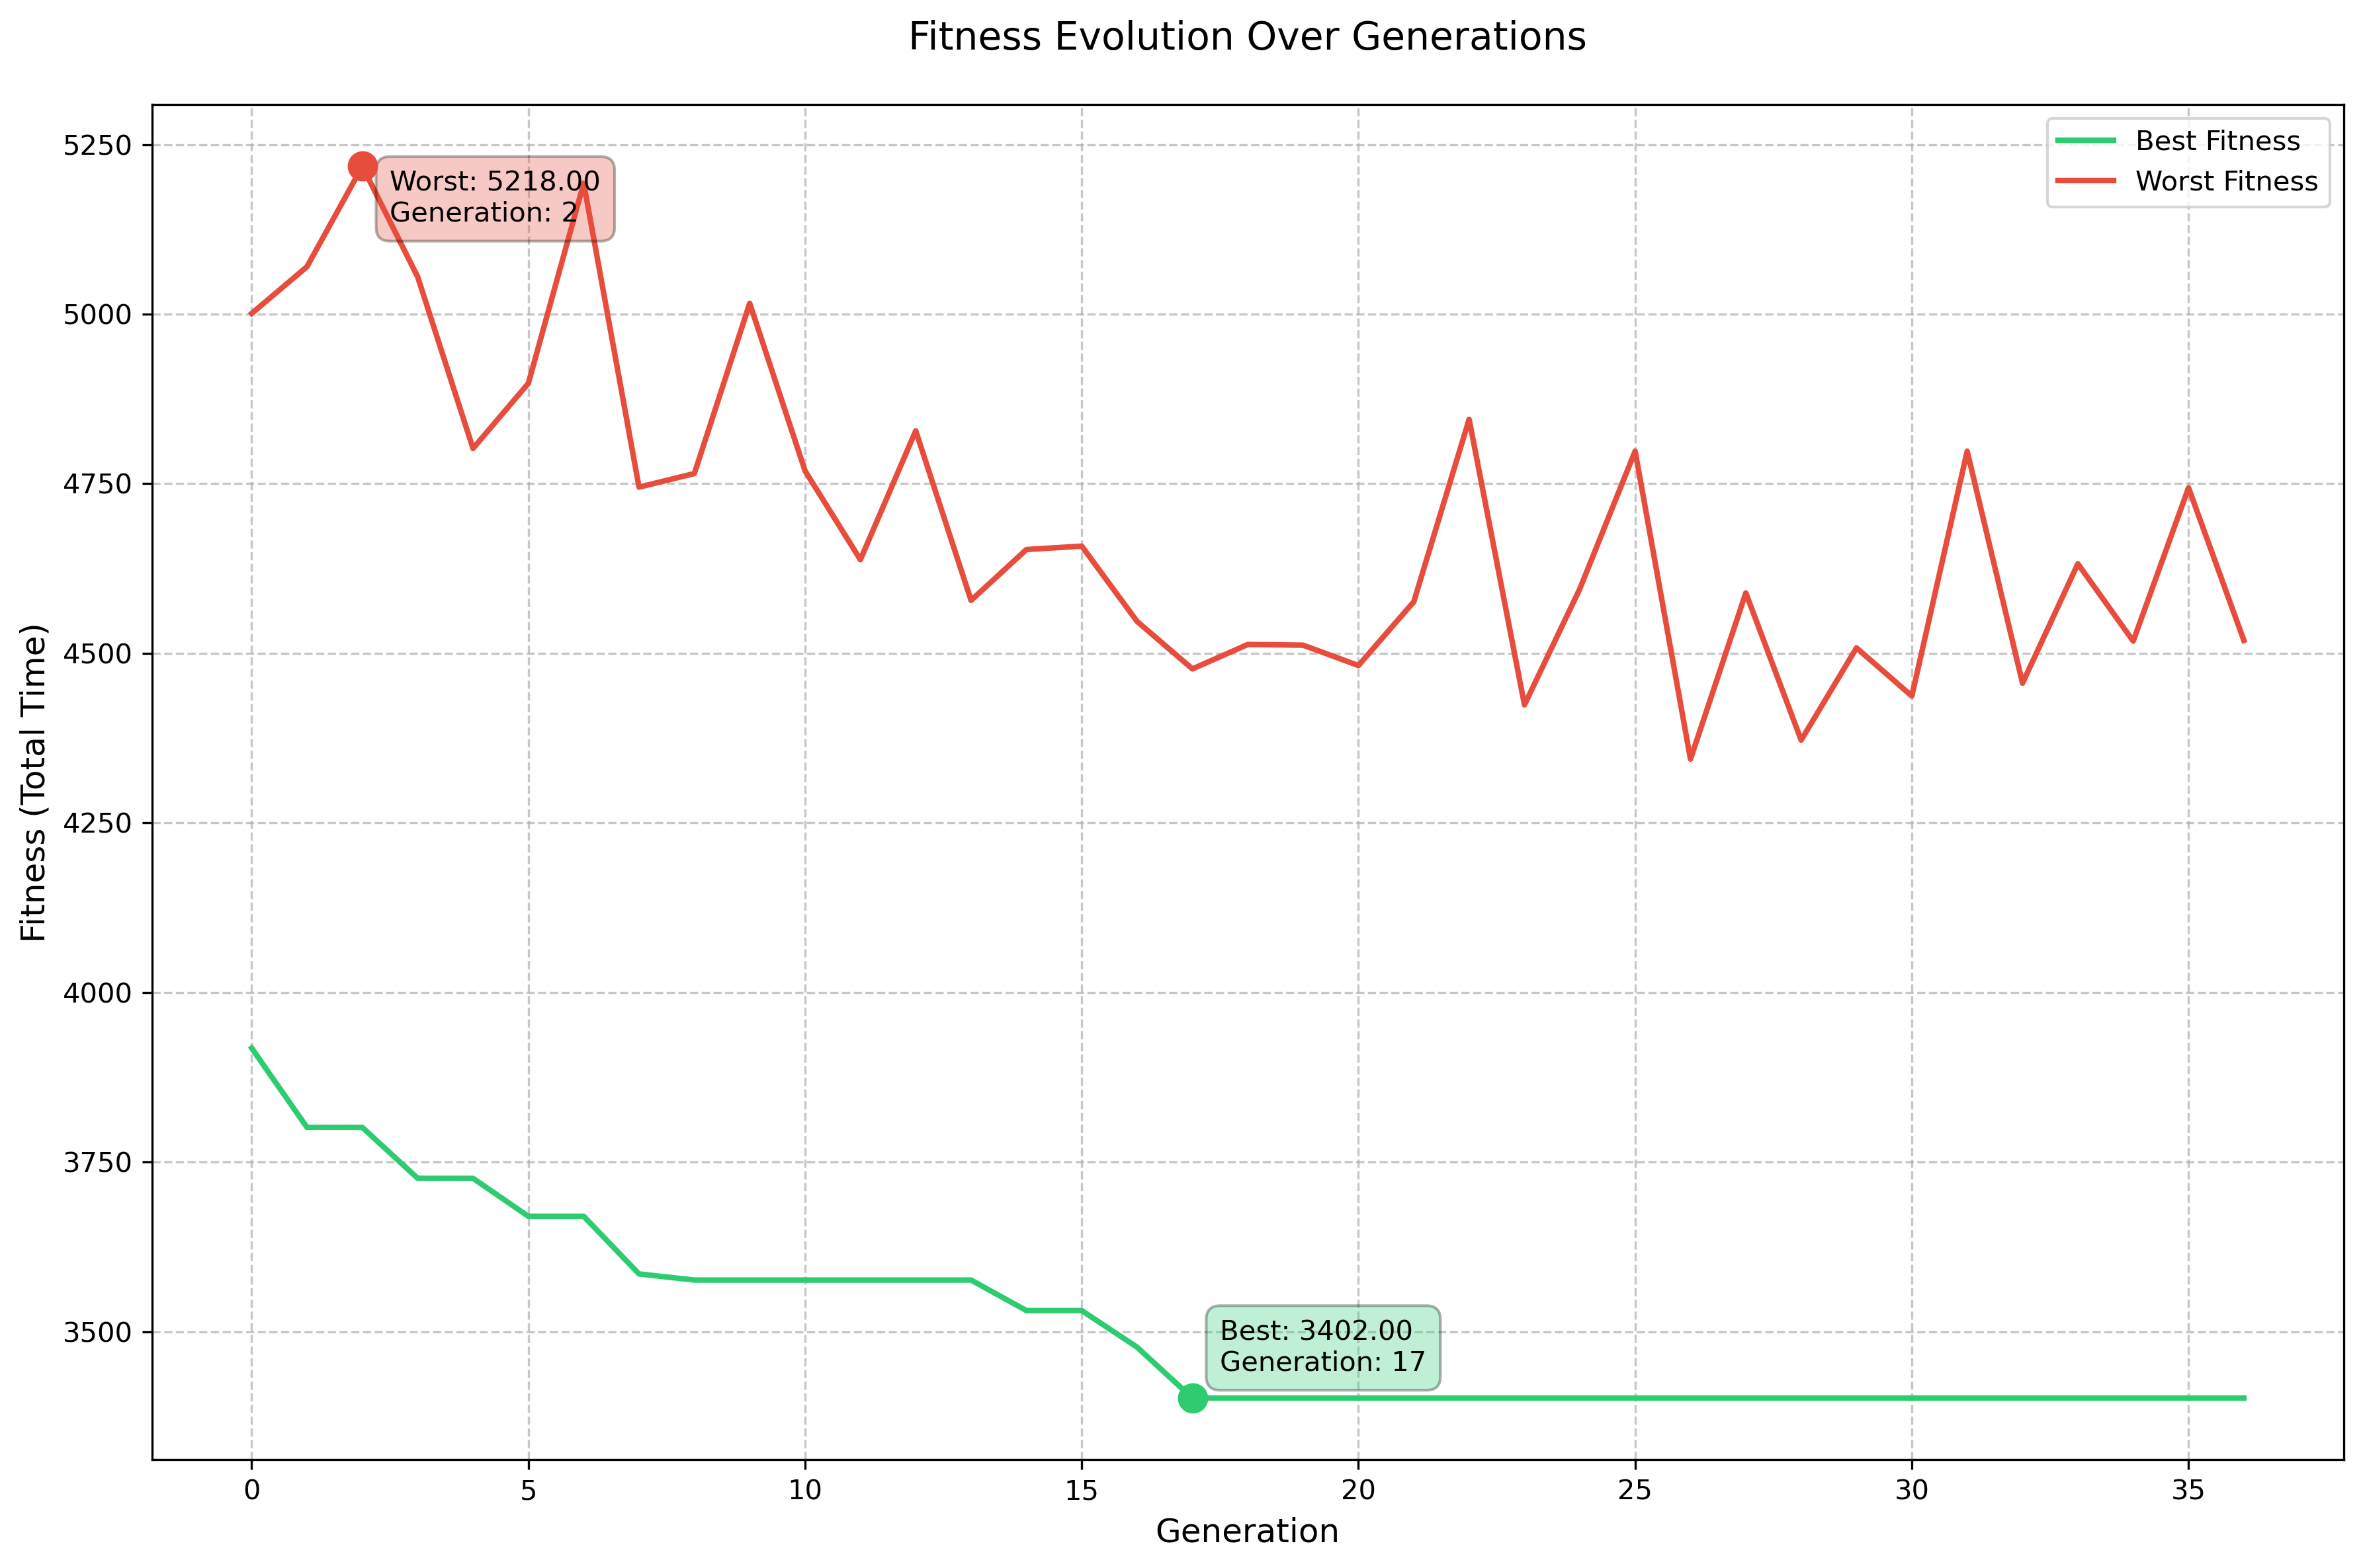 Fitness Evolution Over Generations
Best Fitness
Worst Fitness
Worst: 5218.00
Generation: 2
Best: 3402.00
Generation: 17
Fitness (Total Time)
5250
5000
4750
4500
4250
4000
3750
3500
0 5 10 15 20 25 30 35
Generation